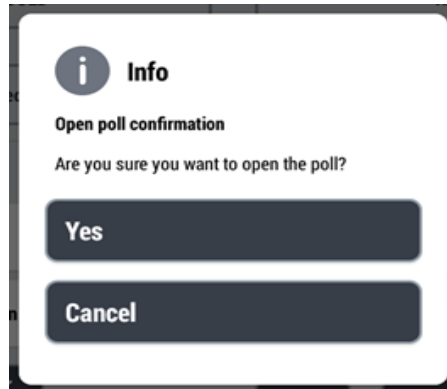 Info
Open poll confirmation
Are you sure you want to open the poll?
Yes
Cancel